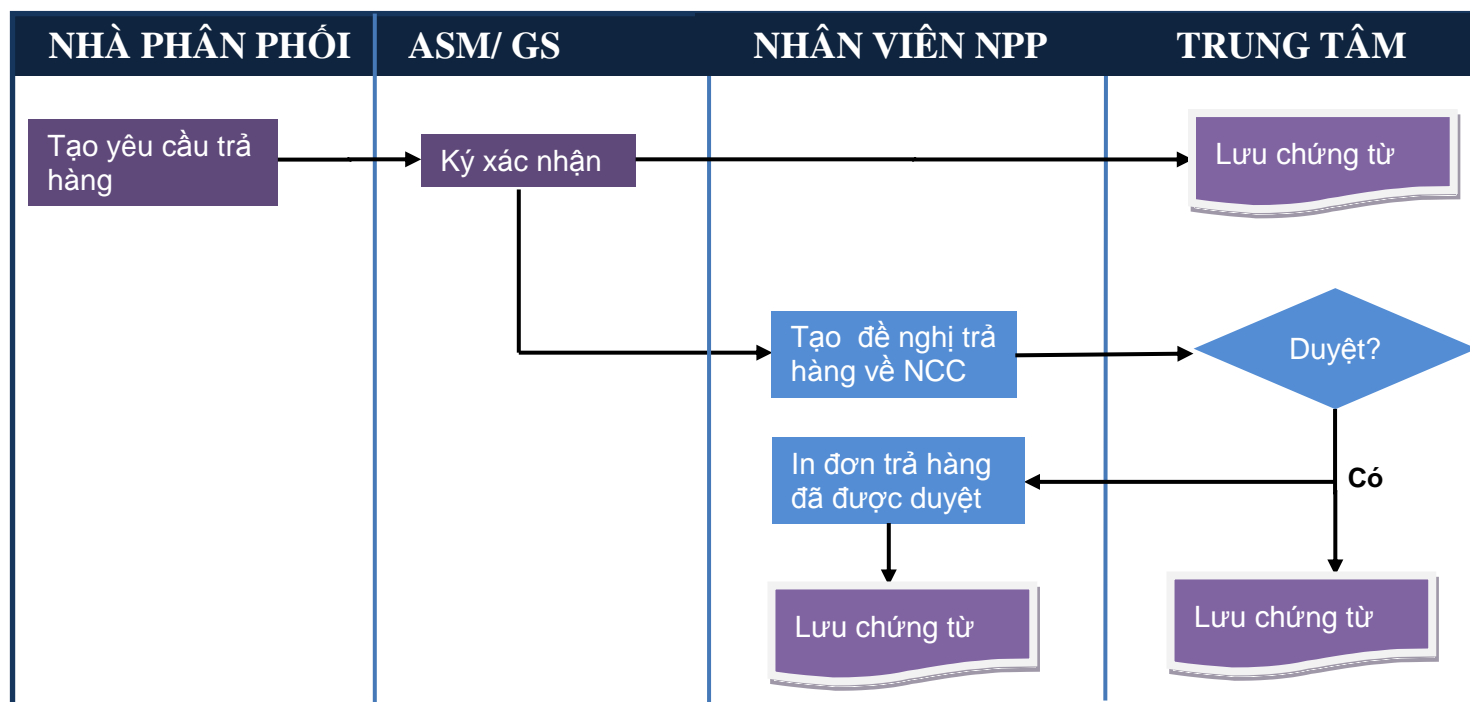 NHÀ PHÂN PHỐI
ASM/ GS
NHÂN VIÊN NPP
TRUNG TÂM
Tạo yêu cầu trả
hàng
Ký xác nhận
Lưu chứng từ
Tạo  đề nghị trả
hàng về NCC
Duyệt?
In đơn trả hàng
đã được duyệt
Có
Lưu chứng từ
Lưu chứng từ